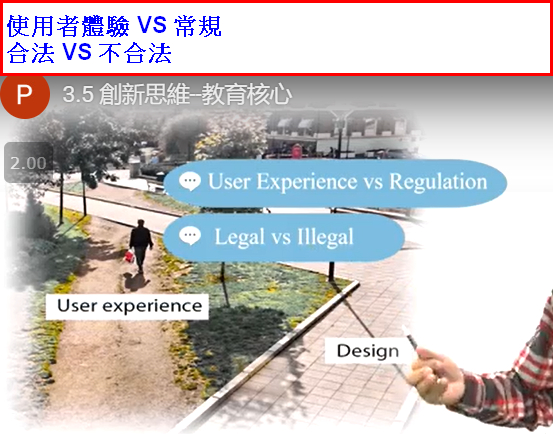 使用者體驗 VS 常規
合法 VS 不合法
P
3.5 創新思維–教育核心
2.00
User Experience vs Regulation
Legal vs Illegal
User experience
Design